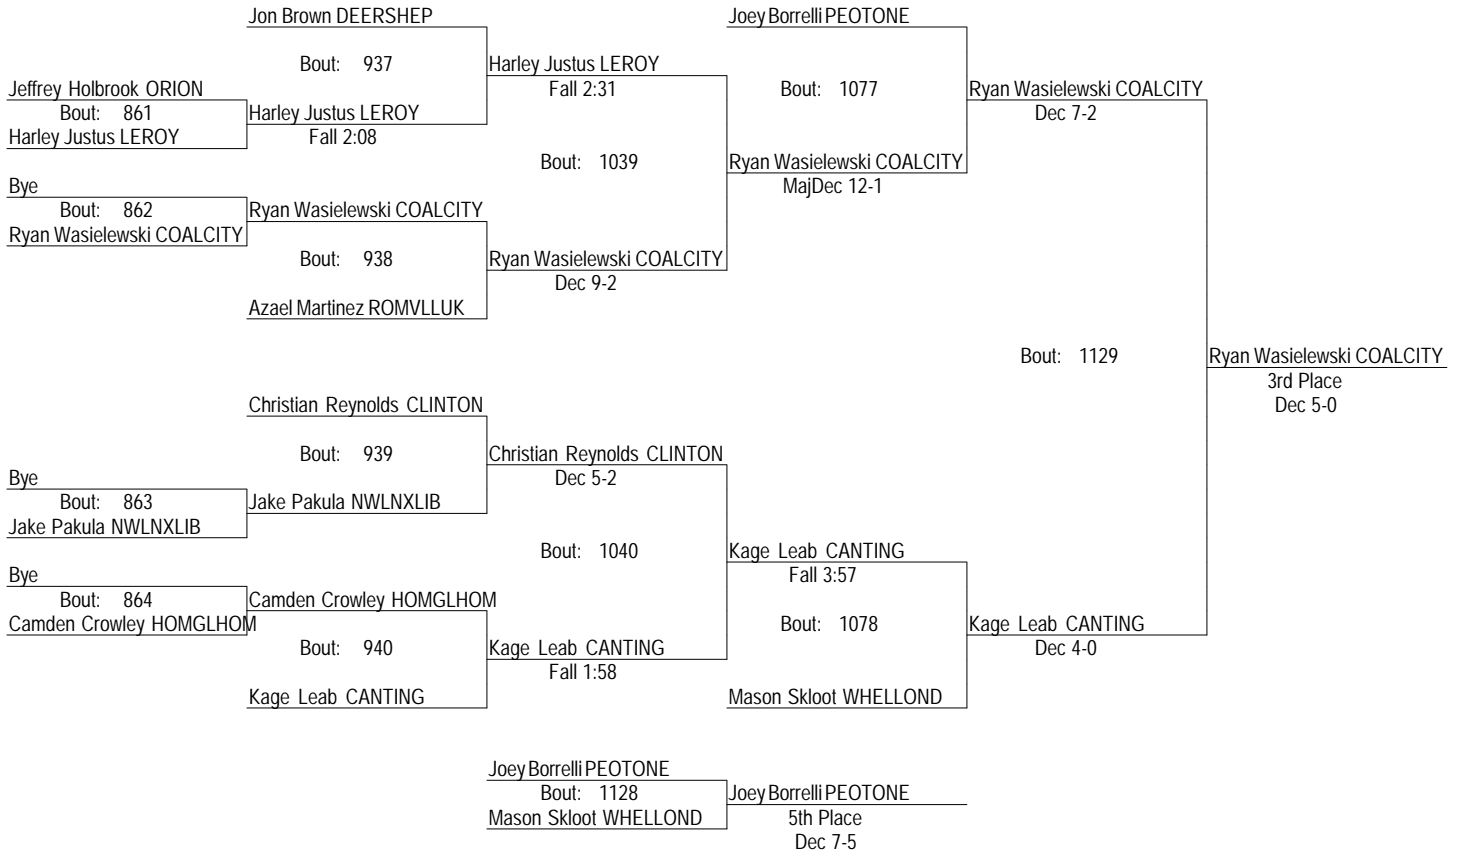 Jon Brown DEERSHEP
Joey Borrelli PEOTONE
Bout: 937
Harley Justus LEROY
Fall 2:31
Jeffrey Holbrook ORION
Bout: 861
Harley Justus LEROY
Harley Justus LEROY
Fall 2:08
Bout: 1077
Ryan Wasielewski COALCITY
Dec 7-2
Bout: 1039
Ryan Wasielewski COALCITY
MajDec 12-1
Bye
Bout: 862
Ryan Wasielewski COALCITY
Ryan Wasielewski COALCITY
Bout: 938
Ryan Wasielewski COALCITY
Dec 9-2
Azael Martinez ROMVLLUK
Bout: 1129
Ryan Wasielewski COALCITY
3rd Place
Dec 5-0
Christian Reynolds CLINTON
Bout: 939
Christian Reynolds CLINTON
Dec 5-2
Bye
Bout: 863
Jake Pakula NWLNXLIB
Jake Pakula NWLNXLIB
Bout: 1040
Kage Leab CANTING
Fall 3:57
Bye
Bout: 864
Camden Crowley HOMGLHOM
Camden Crowley HOMGLHOM
Bout: 940
Kage Leab CANTING
Fall 1:58
Kage Leab CANTING
Bout: 1078
Kage Leab CANTING
Dec 4-0
Mason Skloot WHELLOND
Joey Borrelli PEOTONE
Bout: 1128
Mason Skloot WHELLOND
Joey Borrelli PEOTONE
5th Place
Dec 7-5